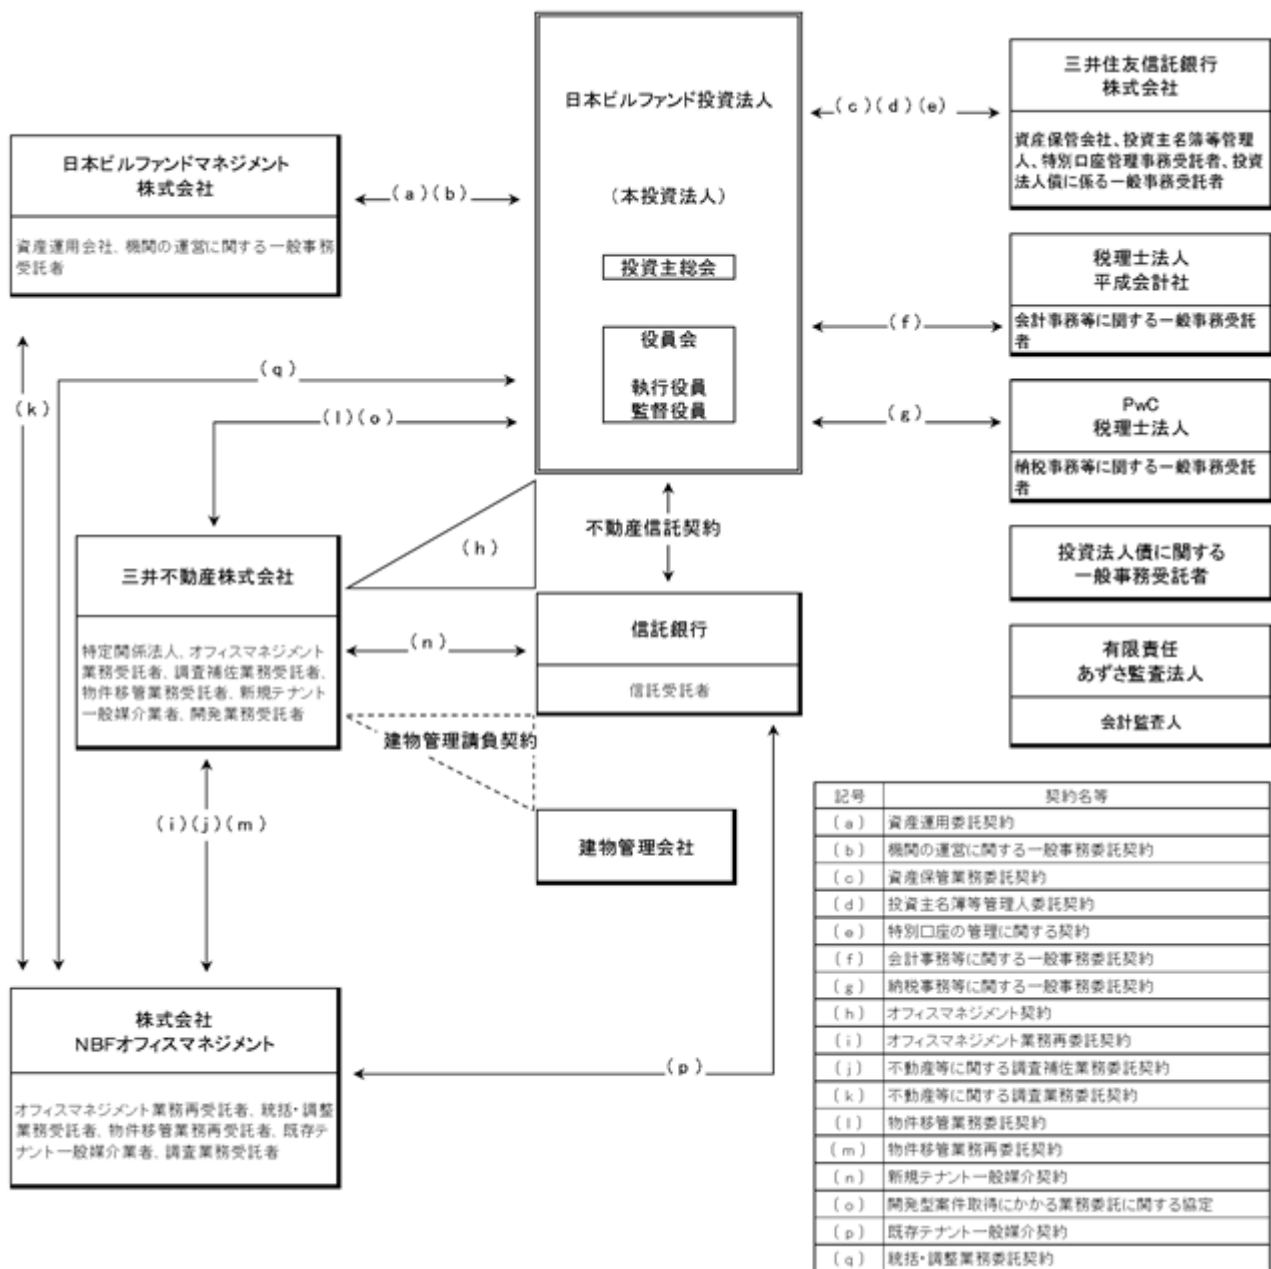 日本ビルファンド投資法人
(本投資法人)
投資主総会
役員会
執行役員
監督役員
三井住友信託銀行
株式会社
資産保管会社、投資主名簿等管理
人、特別口座管理事務受託者、投資
法人債に係る一般事務受託者
(c)(d)(e)
日本ビルファンドマネジメント
株式会社
資産運用会社、機関の運営に関する一般事務
受託者
(a)(b)
税理士法人
平成会計社
会計事務等に関する一般事務受託
者
(f)
PwC
税理士法人
納税事務等に関する一般事務受託
者
(g)
(q)
(k)
(l)(o)
不動産信託契約
(h)
投資法人債に関する
一般事務受託者
三井不動産株式会社
特定関係法人、オフィスマネジメント
業務受託者、調査補佐業務受託者、
物件移管業務受託者、新規テナント
一般媒介業者、開発業務受託者
(n)
信託銀行
信託受託者
有限責任
あずさ監査法人
会計監査人
建物管理請負契約
(i)(j)(m)
建物管理会社
株式会社
NBFオフィスマネジメント
オフィスマネジメント業務再受託者、統括・調整
業務受託者、物件移管業務再受託者、既存テ
ナント一般媒介業者、調査業務受託者
(p)
記号 契約名等
(a) 資産運用委託契約
(b) 機関の運営に関する一般事務委託契約
(c) 資産保管業務委託契約
(d) 投資主名簿等管理人委託契約
(e) 特別口座の管理に関する契約
(f) 会計事務等に関する一般事務委託契約
(g) 納税事務等に関する一般事務委託契約
(h) オフィスマネジメント契約
(i) オフィスマネジメント業務再委託契約
(j) 不動産等に関する調査補佐業務委託契約
(k) 不動産等に関する調査業務委託契約
(l) 物件移管業務委託契約
(m) 物件移管業務再委託契約
(n) 新規テナント一般媒介契約
(o) 開発型案件取得にかかる業務委託に関する協定
(p) 既存テナント一般媒介契約
(q) 統括・調整業務委託契約